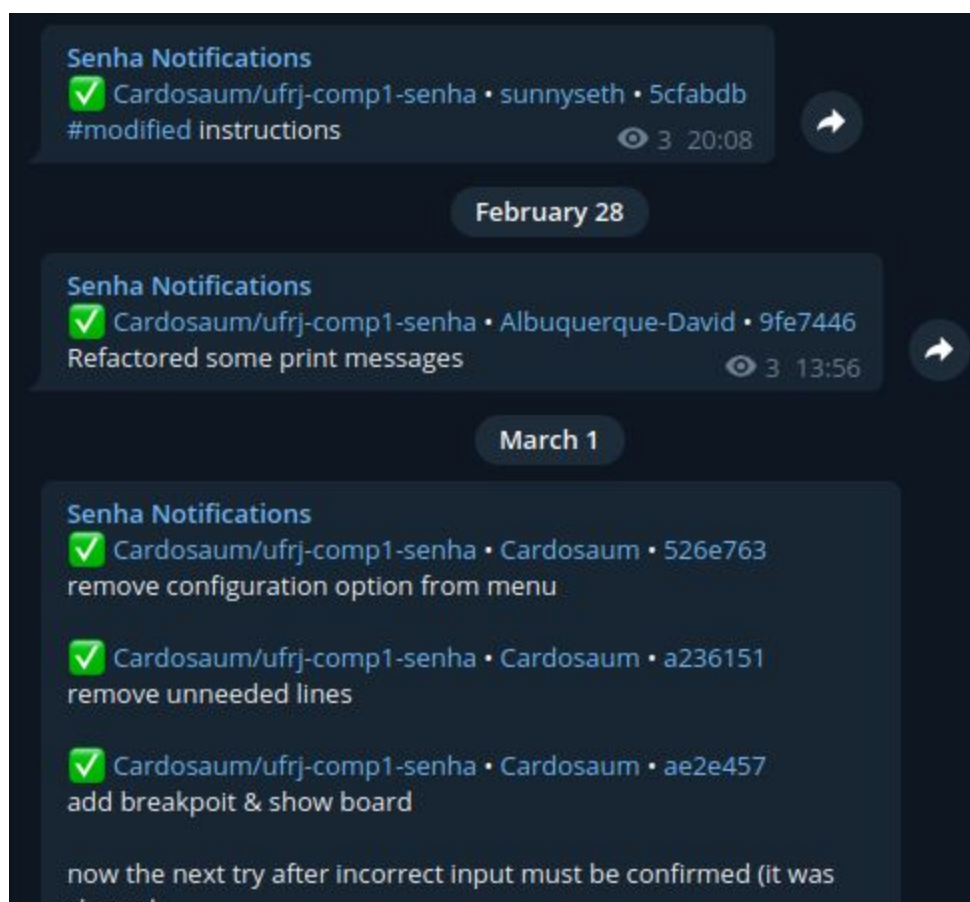 Senha Notifications
✅ Cardosaum/ufrj-comp1-senha • sunnyseth • 5cfabdb
#modified instructions 3 20:08
February 28
Senha Notifications
✅ Cardosaum/ufrj-comp1-senha • Albuquerque-David • 9fe7446
Refactored some print messages 3 13:56
March 1
Senha Notifications
✅ Cardosaum/ufrj-comp1-senha • Cardosaum • 526e763
remove configuration option from menu
✅ Cardosaum/ufrj-comp1-senha • Cardosaum • a236151
remove unneeded lines
✅ Cardosaum/ufrj-comp1-senha • Cardosaum • ae2e457
add breakpoit & show board
now the next try after incorrect input must be confirmed (it was